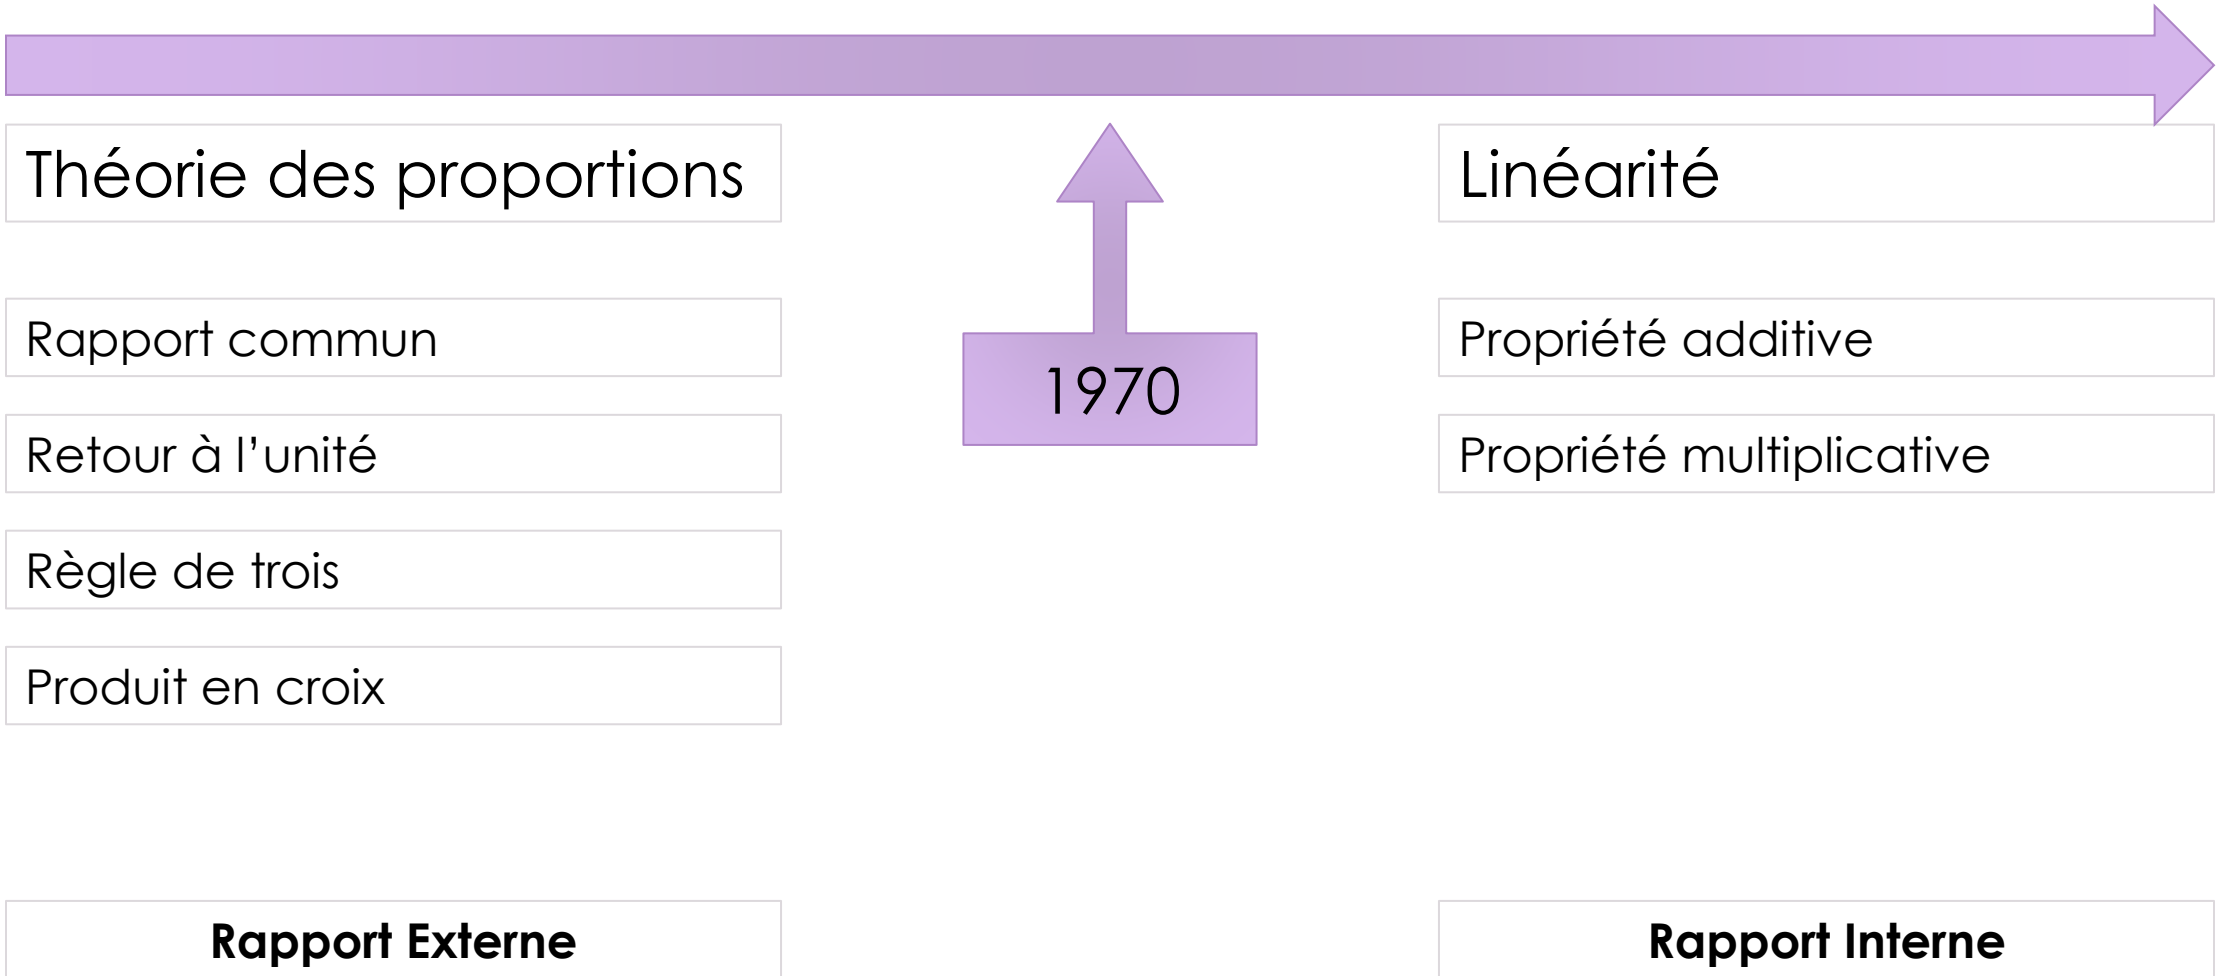 Théorie des proportions
Rapport commun
Retour à l’unité
Règle de trois
Produit en croix
Rapport Externe
1970
Linéarité
Propriété additive
Propriété multiplicative
Rapport Interne